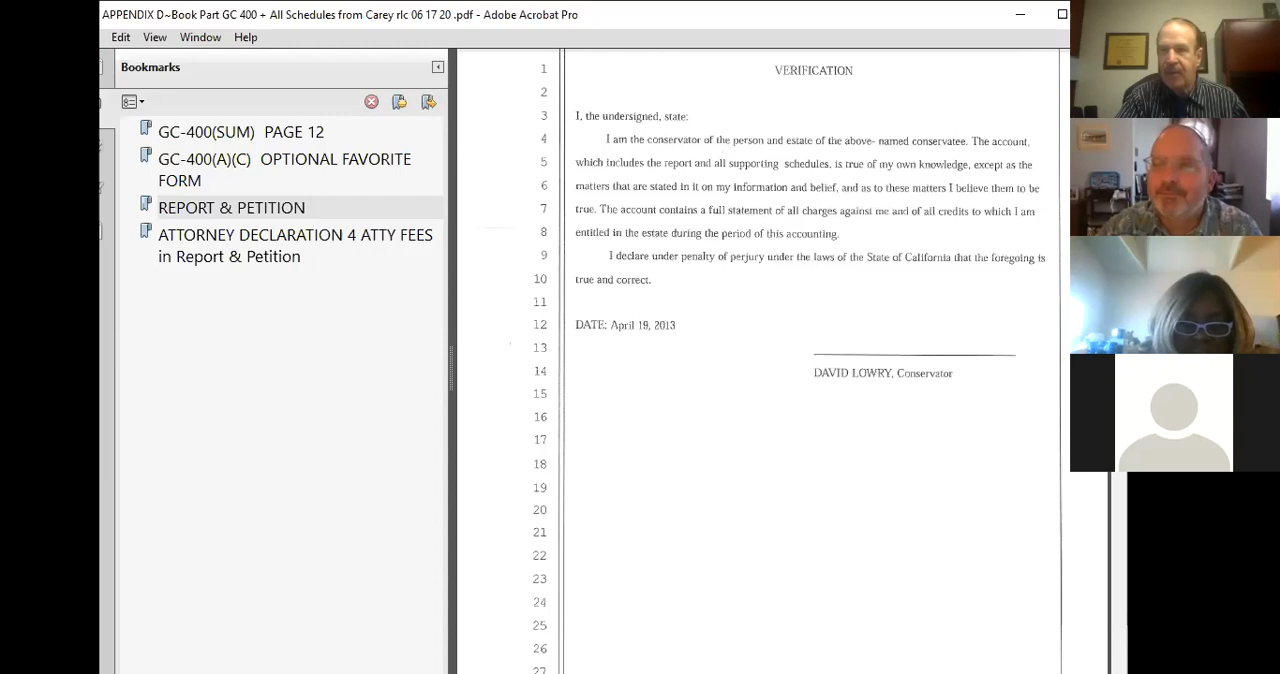 APPENDIX D~Book Part GC 400 + All Schedules from Carey rlc 06 17 20 .pdf - Adobe Acrobat Pro
Edit View Window Help
Bookmarks
GC-400(SUM) PAGE 12
GC-400(A)(C) OPTIONAL FAVORITE
FORM
REPORT & PETITION
ATTORNEY DECLARATION 4 ATTY FEES
in Report & Petition
1 VERIFICATION
2
3 I, the undersigned, state:
4 I am the conservator of the person and estate of the above- named conservatee. The account,
5 which includes the report and all supporting schedules, is true of my own knowledge, except as the
6 matters that are stated in it on my information and belief, and as to these matters I believe them to be
7 true. The account contains a full statement of all charges against me and of all credits to which I am
8 entitled in the estate during the period of this accounting.
9 I declare under penalty of perjury under the laws of the State of California that the foregoing is
10 true and correct.
11
12 DATE: April 19, 2013
13
14 DAVID LOWRY, Conservator
15
16
17
18
19
20
21
22
23
24
25
26
27